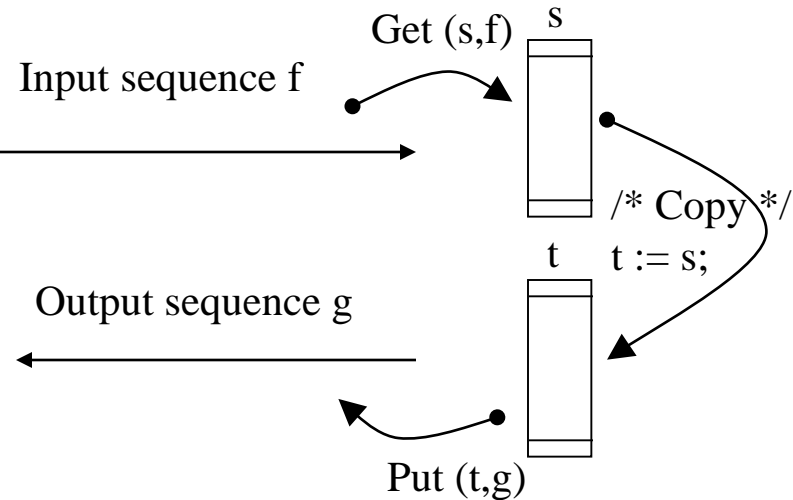 s
Get (s,f)
Input sequence f
/* Copy */
t
t := s;
Output sequence g
Put (t,g)